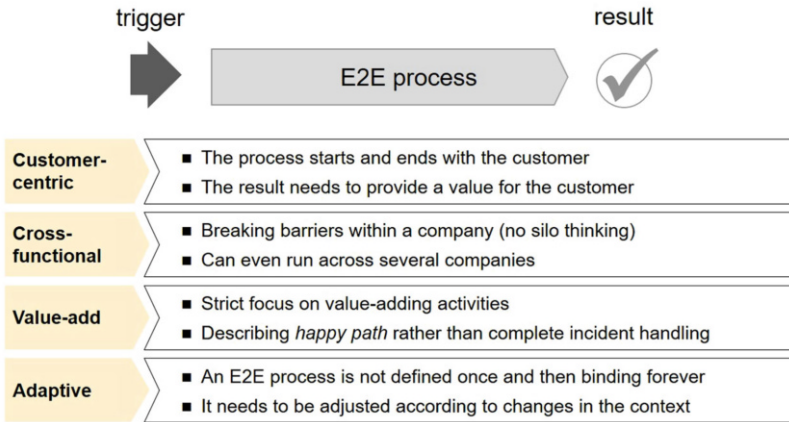 trigger
result
E2E process
Customer-
centric
■ The process starts and ends with the customer
■ The result needs to provide a value for the customer
Cross-
functional
■ Breaking barriers within a company (no silo thinking)
■ Can even run across several companies
Value-add
■ Strict focus on value-adding activities
■ Describing happy path rather than complete incident handling
Adaptive
■ An E2E process is not defined once and then binding forever
■ It needs to be adjusted according to changes in the context